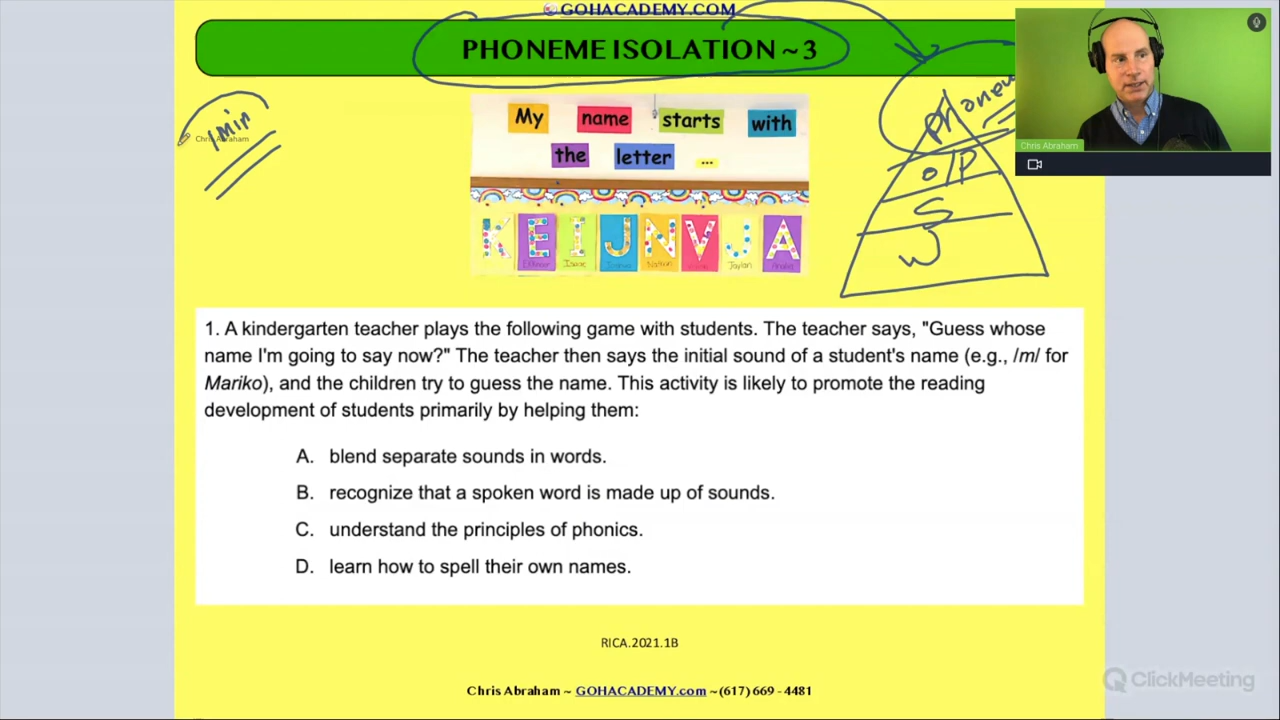 GOHACADEMY.COM
PHONEME ISOLATION ~ 3
1 Min
Chris Abraham
My name starts with
the letter ...
K E I J N V J A
Isaac
Nathan
Jaylan
O/P
S
W
Chris Abraham
1. A kindergarten teacher plays the following game with students. The teacher says, "Guess whose
name I'm going to say now?" The teacher then says the initial sound of a student's name (e.g., /m/ for
Mariko), and the children try to guess the name. This activity is likely to promote the reading
development of students primarily by helping them:
A. blend separate sounds in words.
B. recognize that a spoken word is made up of sounds.
C. understand the principles of phonics.
D. learn how to spell their own names.
RICA.2021.1B
Chris Abraham ~ GOHACADEMY.com ~(617) 669 - 4481
ClickMeeting